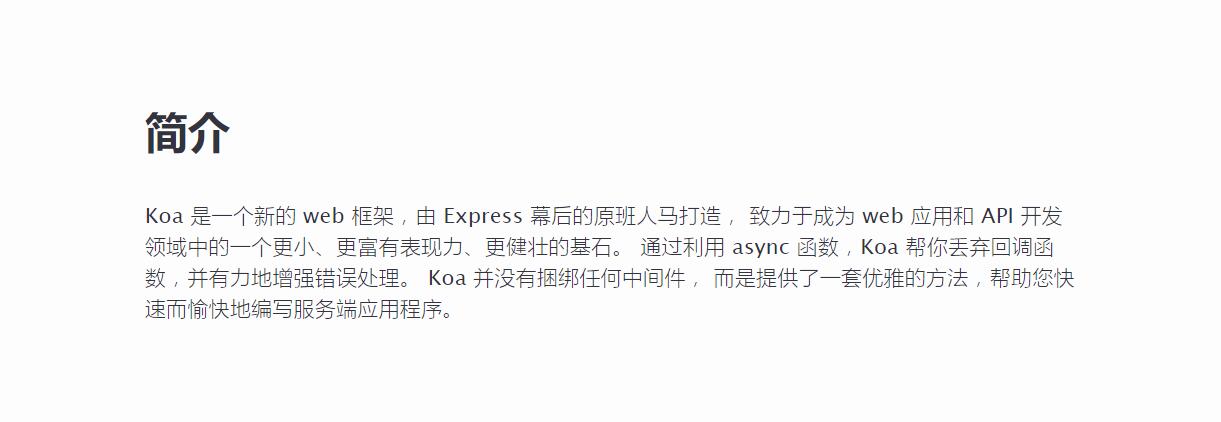 简介
Koa 是一个新的 web 框架，由 Express 幕后的原班人马打造， 致力于成为 web 应用和 API 开发
领域中的一个更小、更富有表现力、更健壮的基石。 通过利用 async 函数，Koa 帮你丢弃回调函
数，并有力地增强错误处理。 Koa 并没有捆绑任何中间件， 而是提供了一套优雅的方法，帮助您快
速而愉快地编写服务端应用程序。